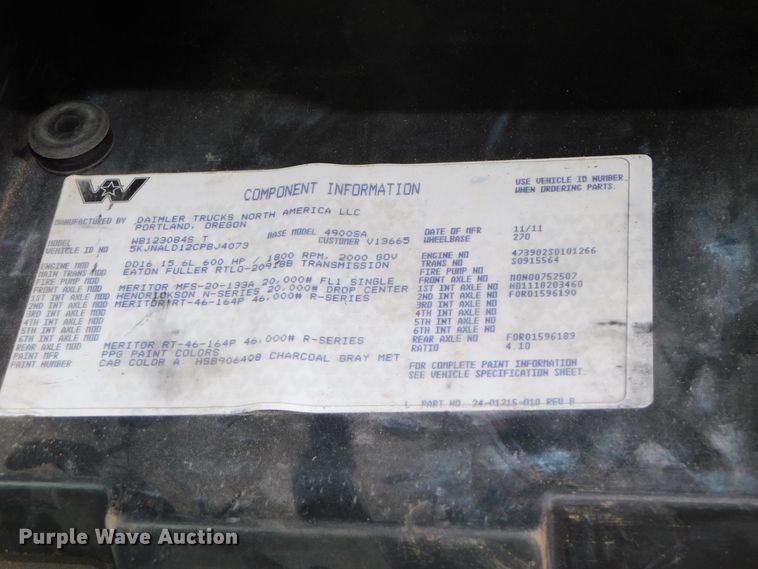 W
COMPONENT INFORMATION
USE VEHICLE ID NUMBER
WHEN ORDERING PARTS.
MANUFACTURED BY DAIMLER TRUCKS NORTH AMERICA LLC
PORTLAND, OREGON
MODEL WB123084S T BASE MODEL 4900SA DATE OF MFR 11/11
VEHICLE ID NO 5KJNALD12CPBJ4073 CUSTOMER V13665 WHEELBASE 270
ENGINE MOD DD16 15.6L 600 HP / 1800 RPM, 2000 GOV ENGINE NO 473902S0101266
MAIN TRANS MOD EATON FULLER RTLO-20918B TRANSMISSION TRANS NO S0915564
FIRE PUMP MOD FIRE PUMP NO
FRONT AXLE MOD MERITOR MFS-20-133A 20,000# FL1 SINGLE FRONT AXLE NO M0N00752507
1ST INT AXLE MOD HENDRICKSON N-SERIES 20,000# DROP CENTER 1ST INT AXLE NO HD1110203460
2ND INT AXLE MOD MERITOR RT-46-164P 46,000# R-SERIES 2ND INT AXLE NO F0R01596190
3RD INT AXLE MOD 3RD INT AXLE NO
4TH INT AXLE MOD 4TH INT AXLE NO
5TH INT AXLE MOD 5TH INT AXLE NO
6TH INT AXLE MOD 6TH INT AXLE NO
REAR AXLE MOD MERITOR RT-46-164P 46,000# R-SERIES REAR AXLE NO F0R01596189
PAINT MFR PPG PAINT COLORS RATIO 4.10
PAINT NUMBER CAB COLOR A: HSB906408 CHARCOAL GRAY MET
FOR COMPLETE PAINT INFORMATION
SEE VEHICLE SPECIFICATION SHEET.
PART NO. 24-01215-010 REV B
Purple Wave Auction